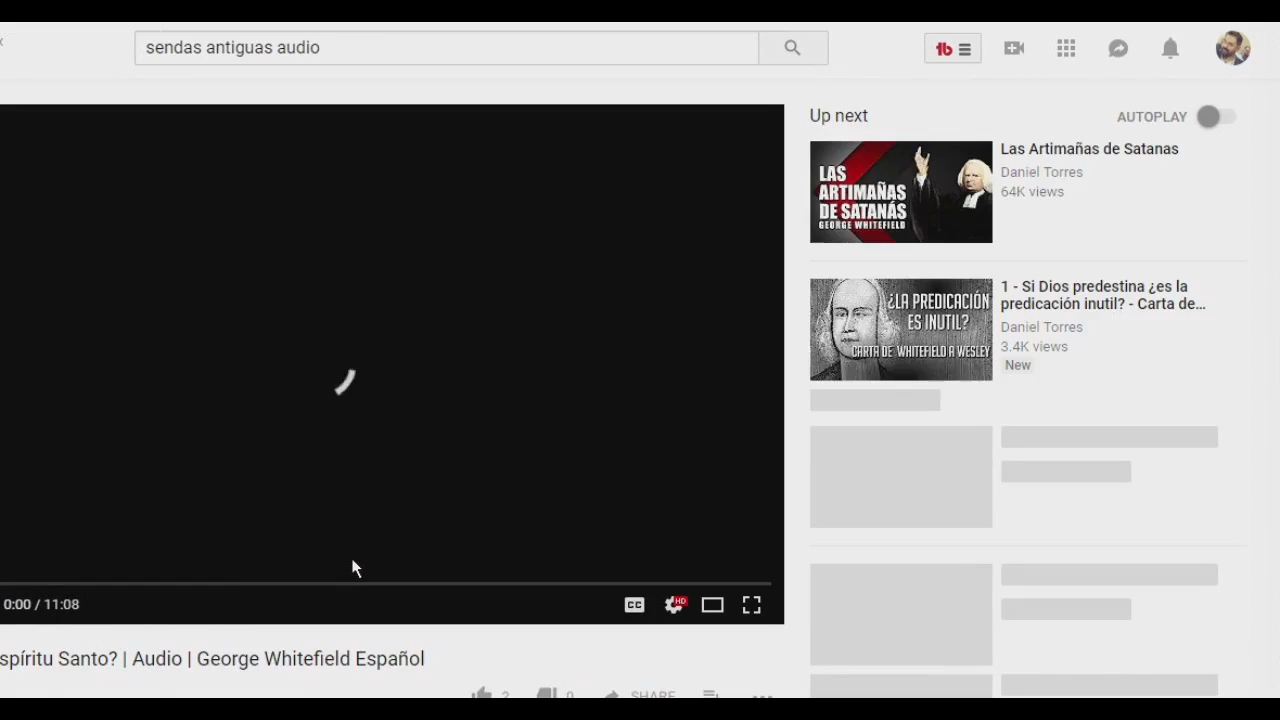 sendas antiguas audio
tb
Up next
AUTOPLAY
LAS
ARTIMAÑAS
DE SATANÁS
GEORGE WHITEFIELD
Las Artimañas de Satanas
Daniel Torres
64K views
¿LA PREDICACIÓN
ES INUTIL?
CARTA DE WHITEFIELD A WESLEY
1 - Si Dios predestina ¿es la
predicación inutil? - Carta de...
Daniel Torres
3.4K views
New
0:00 / 11:08
CC
HD
spíritu Santo? | Audio | George Whitefield Español
2
0
SHARE